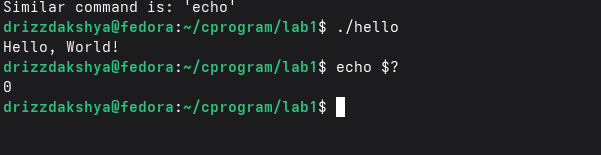 Similar command is: 'echo'
drizzdakshya@fedora:~/cprogram/lab1$ ./hello
Hello, World!
drizzdakshya@fedora:~/cprogram/lab1$ echo $?
0
drizzdakshya@fedora:~/cprogram/lab1$